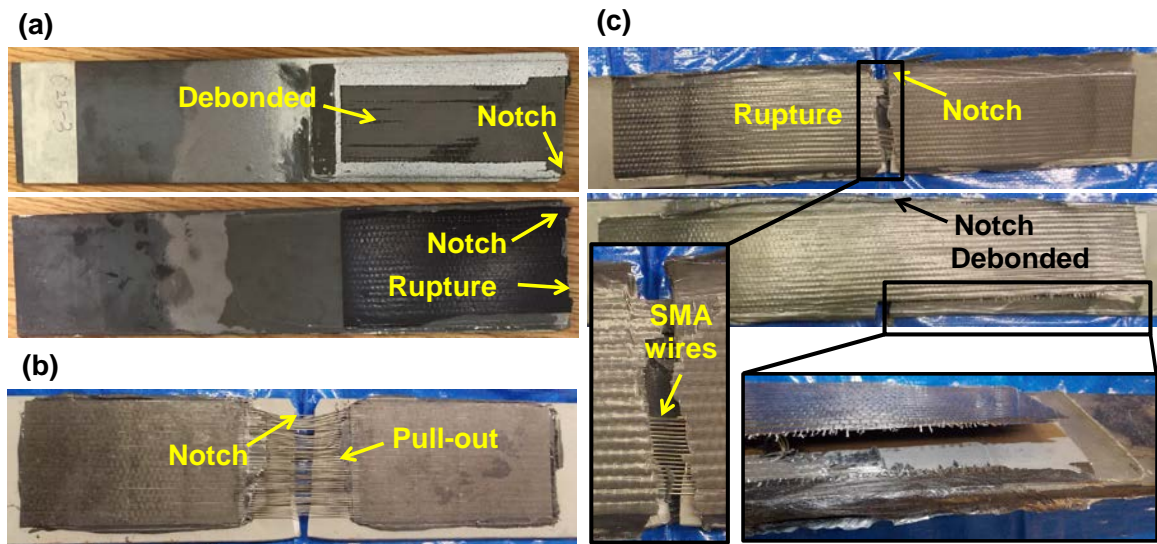 (a)
Debonded
Notch
Notch
Rupture
(b)
Notch
Pull-out
(c)
Rupture
Notch
Notch
Debonded
SMA
wires